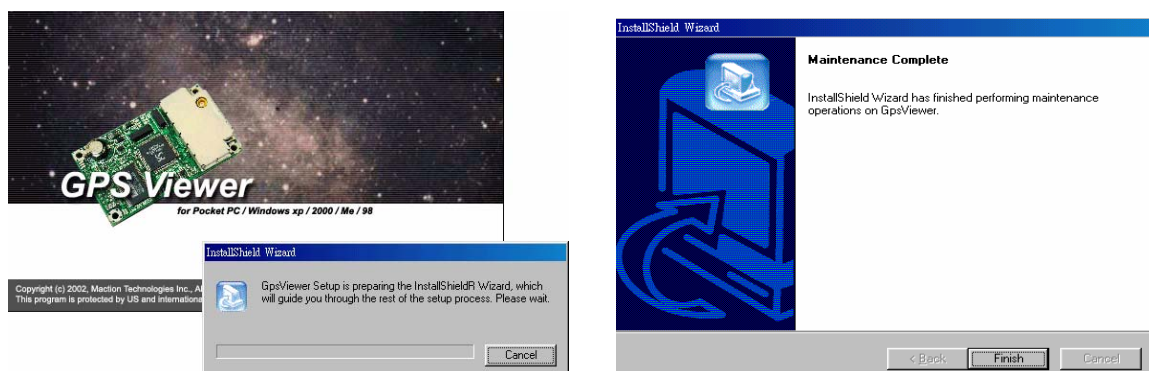 GPS Viewer
for Pocket PC / Windows xp / 2000 / Me / 98
Copyright (c) 2002, Maction Technologies Inc.,
This program is protected by US and
InstallShield Wizard
GpsViewer Setup is preparing the InstallShieldR Wizard, which
will guide you through the rest of the setup process. Please wait.
Cancel
InstallShield Wizard
Maintenance Complete
InstallShield Wizard has finished performing maintenance
operations on GpsViewer.
< Back
Finish
Cancel